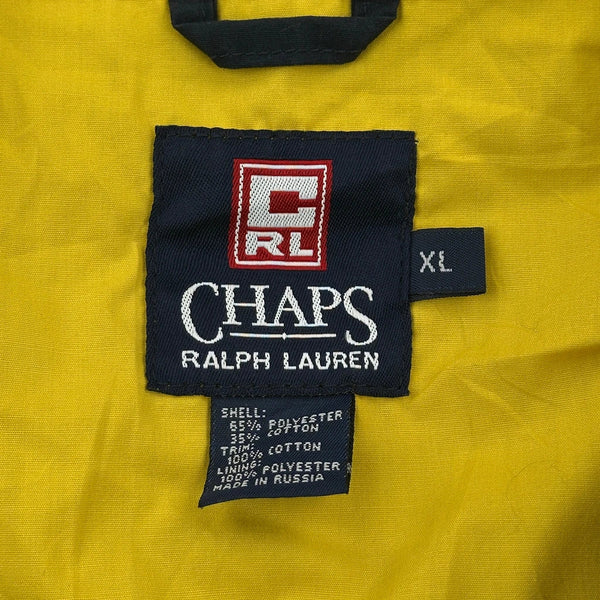 C
RL
CHAPS
RALPH LAUREN
XL
SHELL:
65% POLYESTER
35% COTTON
TRIM:
100% COTTON
LINING:
100% POLYESTER
MADE IN RUSSIA